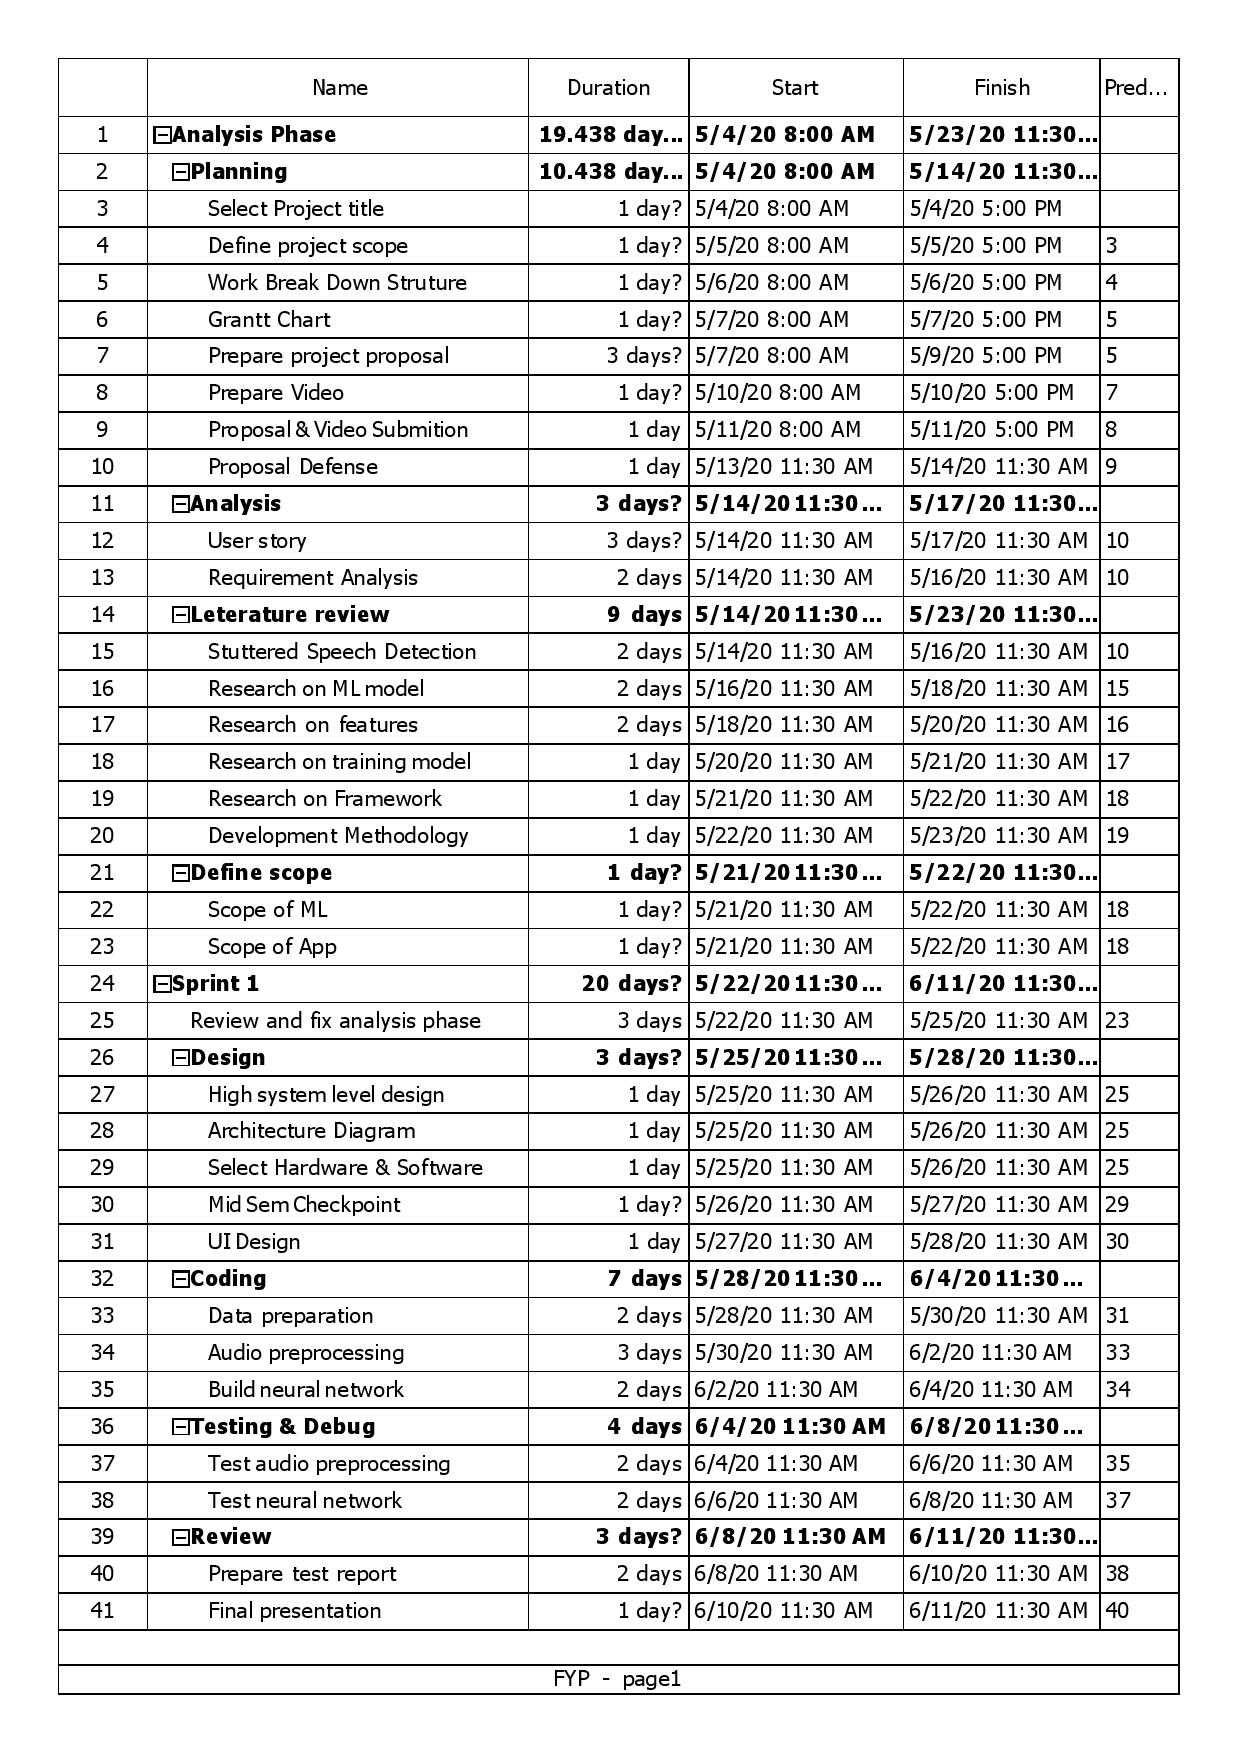 Name Duration Start Finish Pred...
1 Analysis Phase 19.438 day... 5/4/20 8:00 AM 5/23/20 11:30...
2 Planning 10.438 day... 5/4/20 8:00 AM 5/14/20 11:30...
3 Select Project title 1 day? 5/4/20 8:00 AM 5/4/20 5:00 PM
4 Define project scope 1 day? 5/5/20 8:00 AM 5/5/20 5:00 PM 3
5 Work Break Down Struture 1 day? 5/6/20 8:00 AM 5/6/20 5:00 PM 4
6 Grantt Chart 1 day? 5/7/20 8:00 AM 5/7/20 5:00 PM 5
7 Prepare project proposal 3 days? 5/7/20 8:00 AM 5/9/20 5:00 PM 5
8 Prepare Video 1 day? 5/10/20 8:00 AM 5/10/20 5:00 PM 7
9 Proposal & Video Submition 1 day 5/11/20 8:00 AM 5/11/20 5:00 PM 8
10 Proposal Defense 1 day 5/13/20 11:30 AM 5/14/20 11:30 AM 9
11 Analysis 3 days? 5/14/20 11:30... 5/17/20 11:30...
12 User story 3 days? 5/14/20 11:30 AM 5/17/20 11:30 AM 10
13 Requirement Analysis 2 days 5/14/20 11:30 AM 5/16/20 11:30 AM 10
14 Leterature review 9 days 5/14/20 11:30... 5/23/20 11:30...
15 Stuttered Speech Detection 2 days 5/14/20 11:30 AM 5/16/20 11:30 AM 10
16 Research on ML model 2 days 5/16/20 11:30 AM 5/18/20 11:30 AM 15
17 Research on features 2 days 5/18/20 11:30 AM 5/20/20 11:30 AM 16
18 Research on training model 1 day 5/20/20 11:30 AM 5/21/20 11:30 AM 17
19 Research on Framework 1 day 5/21/20 11:30 AM 5/22/20 11:30 AM 18
20 Development Methodology 1 day 5/22/20 11:30 AM 5/23/20 11:30 AM 19
21 Define scope 1 day? 5/21/20 11:30... 5/22/20 11:30...
22 Scope of ML 1 day? 5/21/20 11:30 AM 5/22/20 11:30 AM 18
23 Scope of App 1 day? 5/21/20 11:30 AM 5/22/20 11:30 AM 18
24 Sprint 1 20 days? 5/22/20 11:30... 6/11/20 11:30...
25 Review and fix analysis phase 3 days 5/22/20 11:30 AM 5/25/20 11:30 AM 23
26 Design 3 days? 5/25/20 11:30... 5/28/20 11:30...
27 High system level design 1 day 5/25/20 11:30 AM 5/26/20 11:30 AM 25
28 Architecture Diagram 1 day 5/25/20 11:30 AM 5/26/20 11:30 AM 25
29 Select Hardware & Software 1 day 5/25/20 11:30 AM 5/26/20 11:30 AM 25
30 Mid Sem Checkpoint 1 day? 5/26/20 11:30 AM 5/27/20 11:30 AM 29
31 UI Design 1 day 5/27/20 11:30 AM 5/28/20 11:30 AM 30
32 Coding 7 days 5/28/20 11:30... 6/4/20 11:30...
33 Data preparation 2 days 5/28/20 11:30 AM 5/30/20 11:30 AM 31
34 Audio preprocessing 3 days 5/30/20 11:30 AM 6/2/20 11:30 AM 33
35 Build neural network 2 days 6/2/20 11:30 AM 6/4/20 11:30 AM 34
36 Testing & Debug 4 days 6/4/20 11:30 AM 6/8/20 11:30...
37 Test audio preprocessing 2 days 6/4/20 11:30 AM 6/6/20 11:30 AM 35
38 Test neural network 2 days 6/6/20 11:30 AM 6/8/20 11:30 AM 37
39 Review 3 days? 6/8/20 11:30 AM 6/11/20 11:30...
40 Prepare test report 2 days 6/8/20 11:30 AM 6/10/20 11:30 AM 38
41 Final presentation 1 day? 6/10/20 11:30 AM 6/11/20 11:30 AM 40
FYP - page1